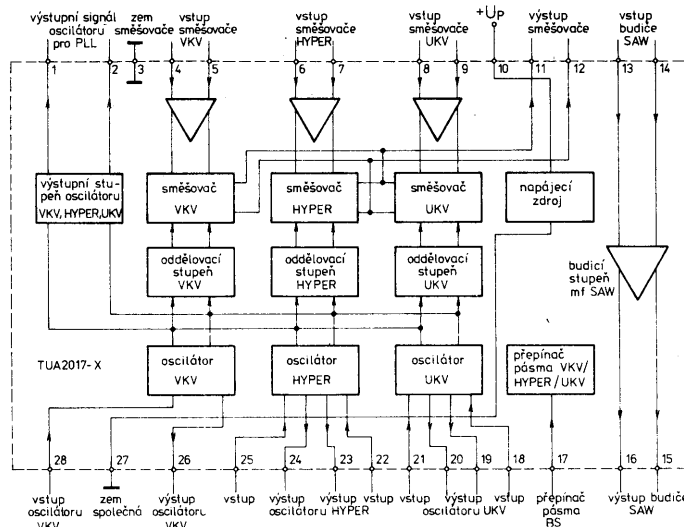 výstupní signál
oscilátoru
pro PLL
zem
směšovače
vstup
směšovače
VKV
vstup
směšovače
HYPER
vstup
směšovače
UKV
+UP
výstup
směšovače
vstup
budiče
SAW
1 2 3 4 5 6 7 8 9 10 11 12 13 14
výstupní stu-
peň oscilátoru
VKV, HYPER, UKV
směšovač
VKV
směšovač
HYPER
směšovač
UKV
napájecí
zdroj
oddělovací
stupeň
VKV
oddělovací
stupeň
HYPER
oddělovací
stupeň
UKV
budicí
stupeň
mf SAW
TUA2017-X
oscilátor
VKV
oscilátor
HYPER
oscilátor
UKV
přepínač
pásma VKV/
HYPER/UKV
28 27 26 25 24 23 22 21 20 19 18 17 16 15
vstup
oscilátoru
VKV
zem
společná
výstup
oscilátoru
VKV
vstup
výstup
oscilátoru HYPER
vstup
vstup
výstup
oscilátoru UKV
vstup
přepínač
pásma
BS
výstup budiče
SAW